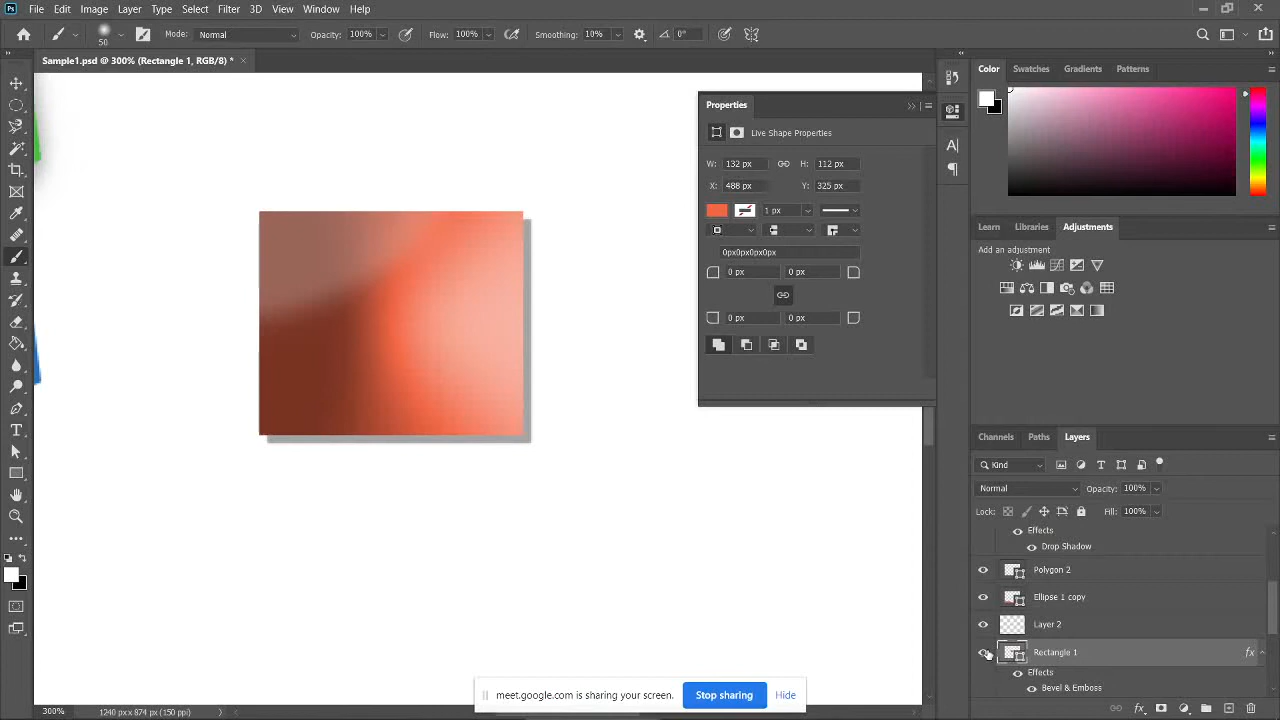 Ps File Edit Image Layer Type Select Filter 3D View Window Help
50 Mode: Normal Opacity: 100% Flow: 100% Smoothing: 10% 0°
Sample1.psd @ 300% (Rectangle 1, RGB/8) * ×
Color Swatches Gradients Patterns
Properties
Live Shape Properties
W: 132 px H: 112 px
X: 488 px Y: 325 px
1 px
0px0px0px0px
0 px 0 px
0 px 0 px
Learn Libraries Adjustments
Add an adjustment
Channels Paths Layers
Kind
Normal Opacity: 100%
Lock: Fill: 100%
Effects
Drop Shadow
Polygon 2
Ellipse 1 copy
Layer 2
Rectangle 1 fx
Effects
Bevel & Emboss
meet.google.com is sharing your screen. Stop sharing Hide
300% 1240 px x 874 px (150 ppi)